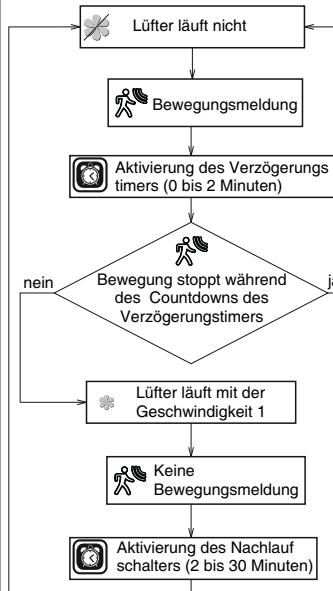 Lüfter läuft nicht
Bewegungsmeldung
Aktivierung des Verzögerungs
timers (0 bis 2 Minuten)
Bewegung stoppt während
des Countdowns des
Verzögerungstimers
nein
Lüfter läuft mit der
Geschwindigkeit 1
Keine
Bewegungsmeldung
Aktivierung des Nachlauf
schalters (2 bis 30 Minuten)